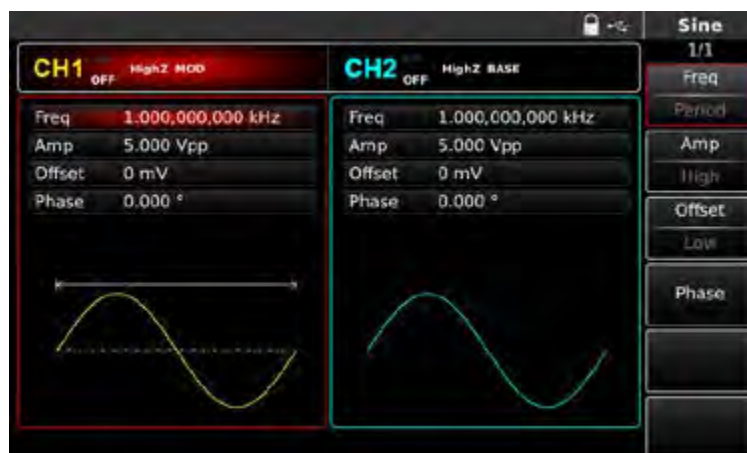 Sine
1/1
CH1 OFF HighZ MOD
CH2 OFF HighZ BASE
Freq 1.000,000,000 kHz
Amp 5.000 Vpp
Offset 0 mV
Phase 0.000 °
Freq 1.000,000,000 kHz
Amp 5.000 Vpp
Offset 0 mV
Phase 0.000 °
Freq
Period
Amp
High
Offset
Low
Phase